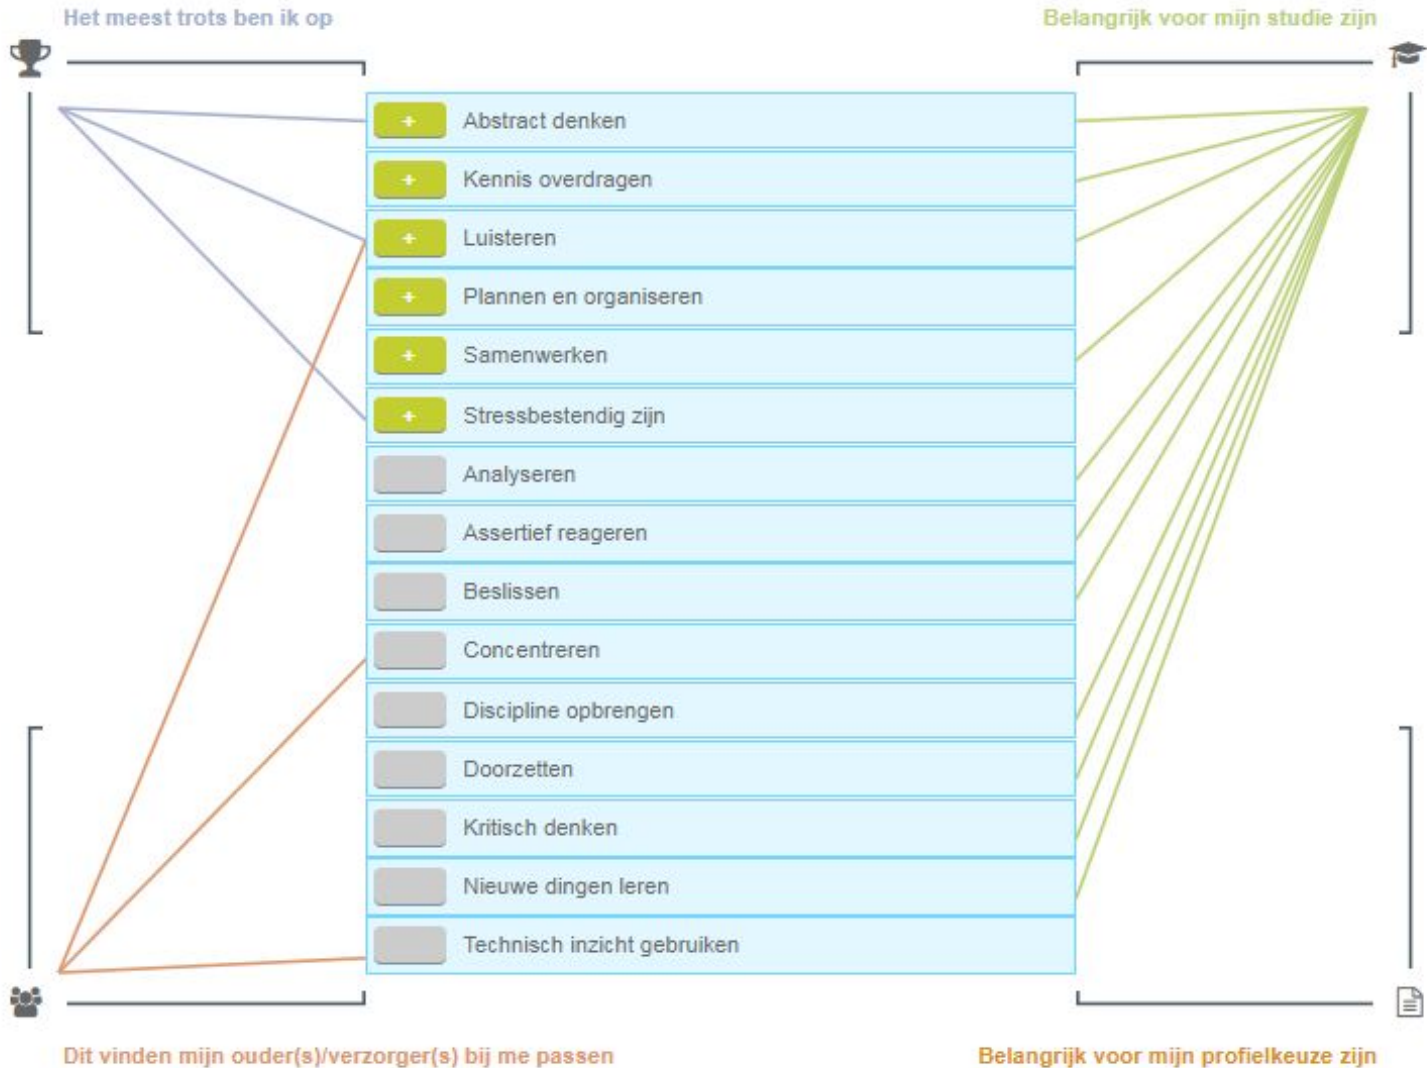 Het meest trots ben ik op
Belangrijk voor mijn studie zijn
+ Abstract denken
+ Kennis overdragen
+ Luisteren
+ Plannen en organiseren
+ Samenwerken
+ Stressbestendig zijn
Analyseren
Assertief reageren
Beslissen
Concentreren
Discipline opbrengen
Doorzetten
Kritisch denken
Nieuwe dingen leren
Technisch inzicht gebruiken
Dit vinden mijn ouder(s)/verzorger(s) bij me passen
Belangrijk voor mijn profielkeuze zijn